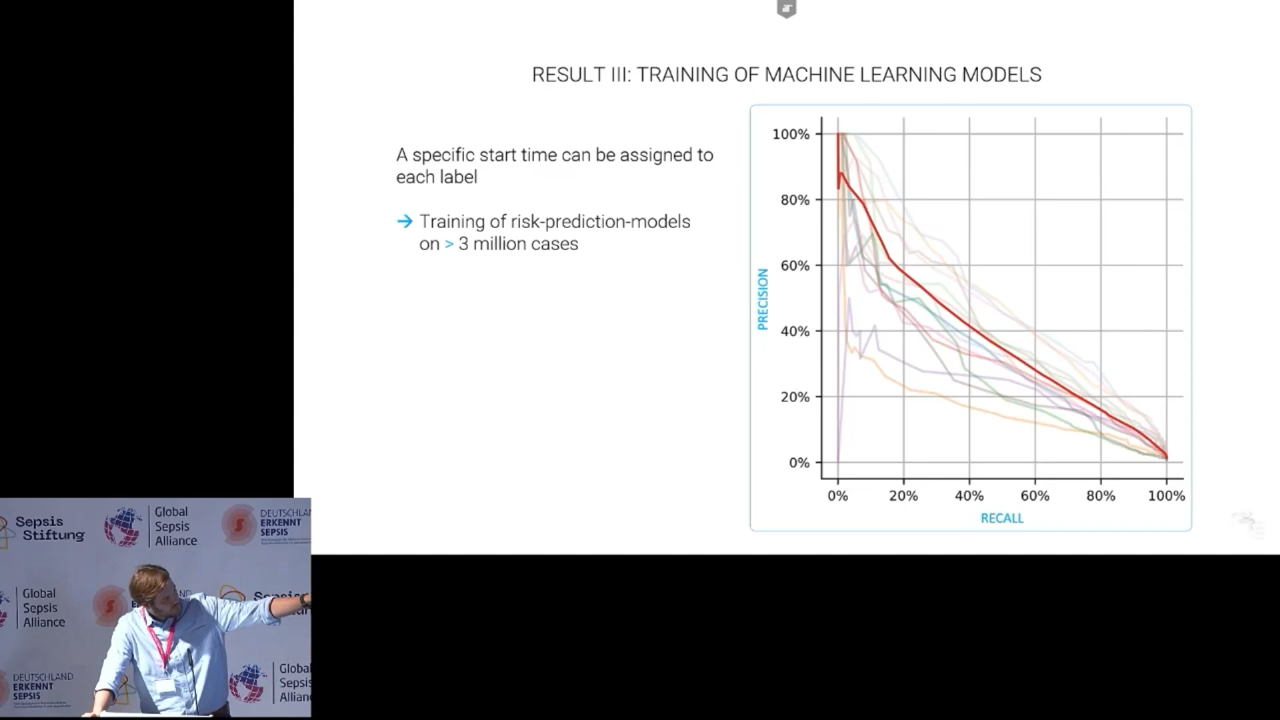 RESULT III: TRAINING OF MACHINE LEARNING MODELS
A specific start time can be assigned to
each label
→ Training of risk-prediction-models
on > 3 million cases
PRECISION
100%
80%
60%
40%
20%
0%
0% 20% 40% 60% 80% 100%
RECALL
Sepsis
Stiftung
Global
Sepsis
Alliance
DEUTSCHLAND
ERKENNT
SEPSIS
Global
Sepsis
Alliance
DEUTSCHLAND
ERKENNT
SEPSIS
Global
Sepsis
Alliance